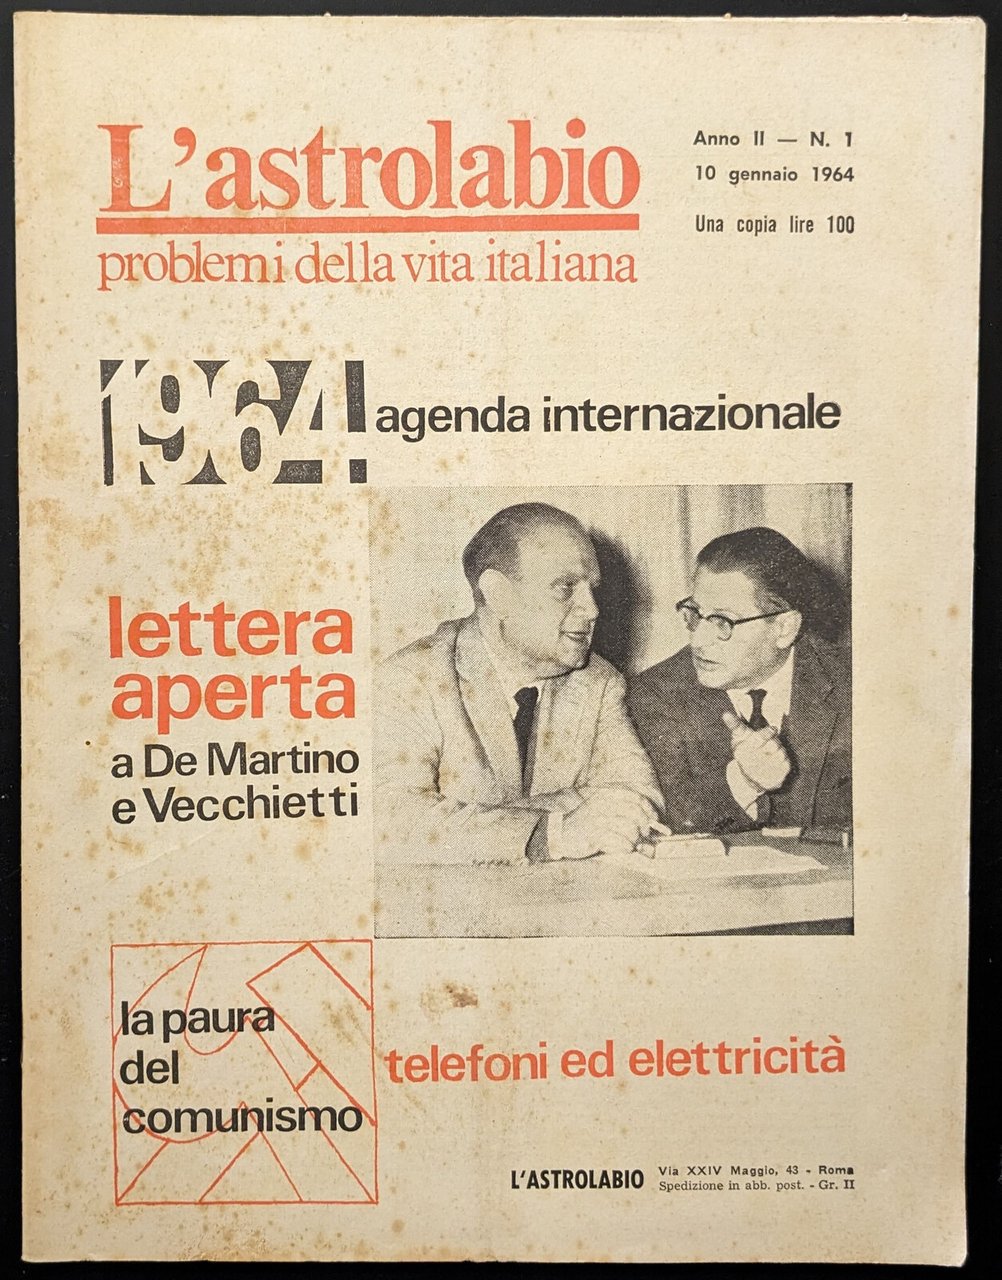 L'astrolabio
problemi della vita italiana
Anno II — N. 1
10 gennaio 1964
Una copia lire 100
1964 agenda internazionale
lettera
aperta
a De Martino
e Vecchietti
la paura
del
comunismo
telefoni ed elettricità
L'ASTROLABIO Via XXIV Maggio, 43 - Roma
Spedizione in abb. post. - Gr. II